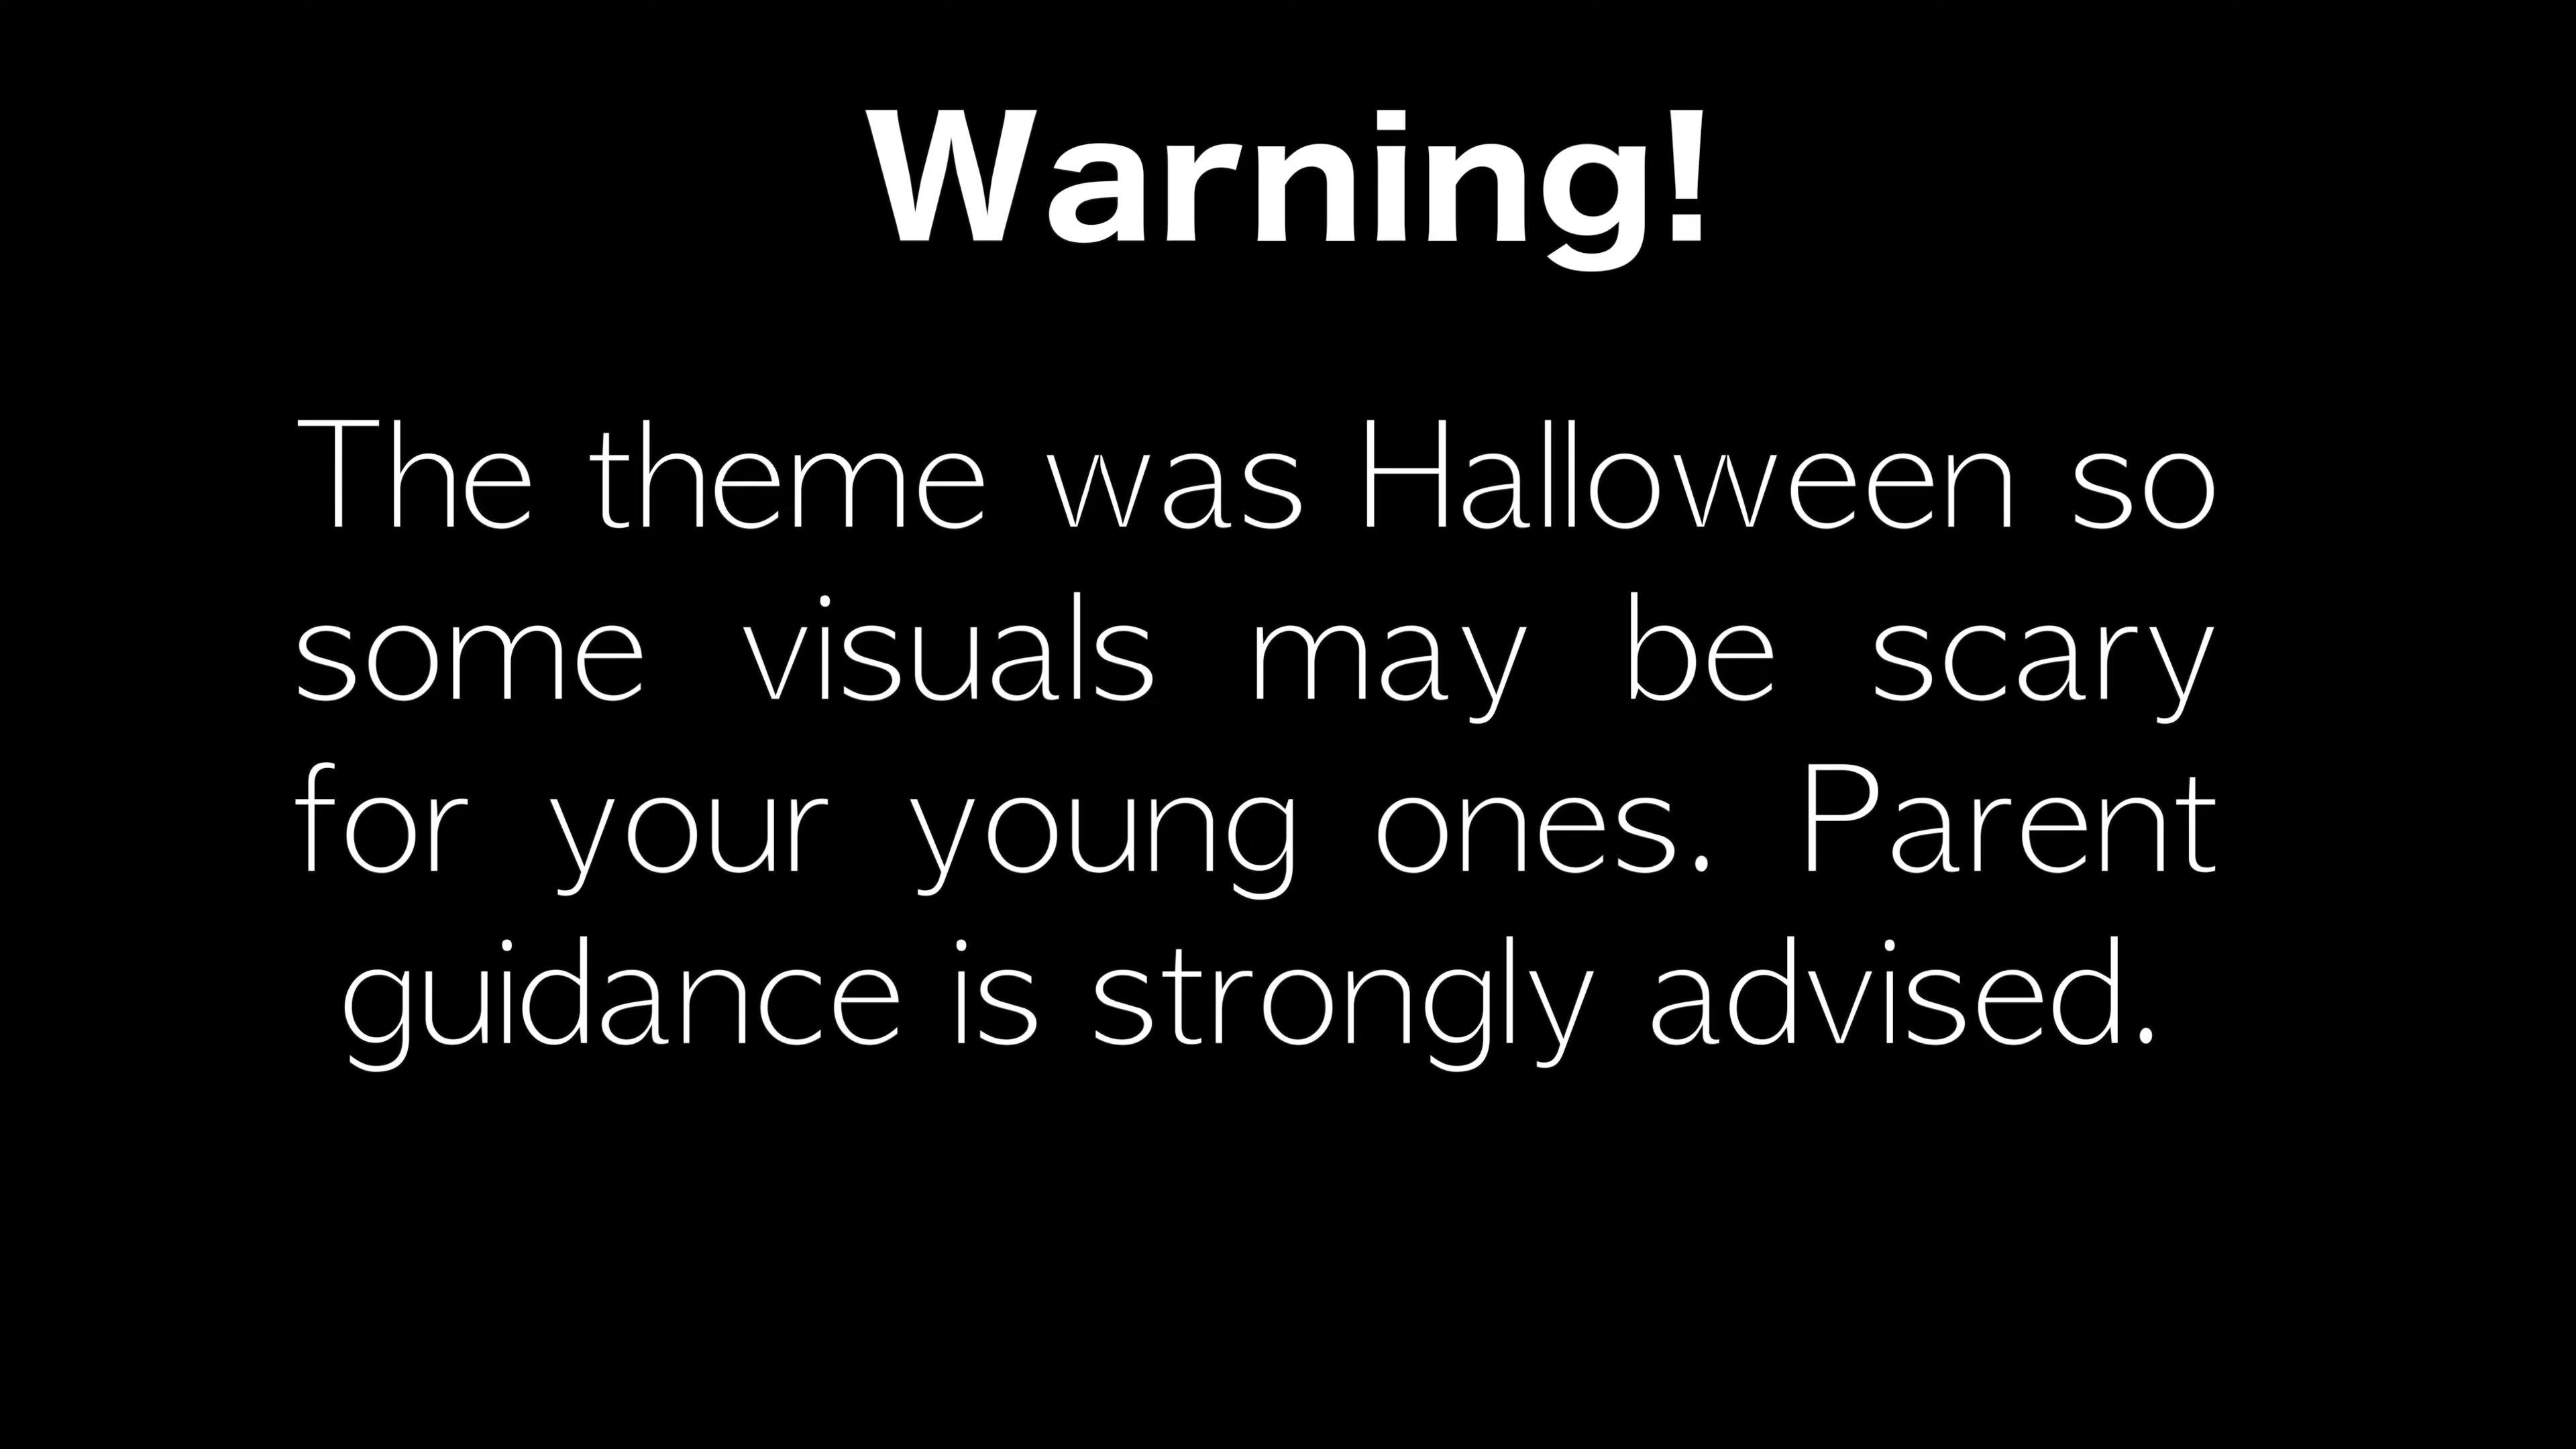 Warning!
The theme was Halloween so
some visuals may be scary
for your young ones. Parent
guidance is strongly advised.